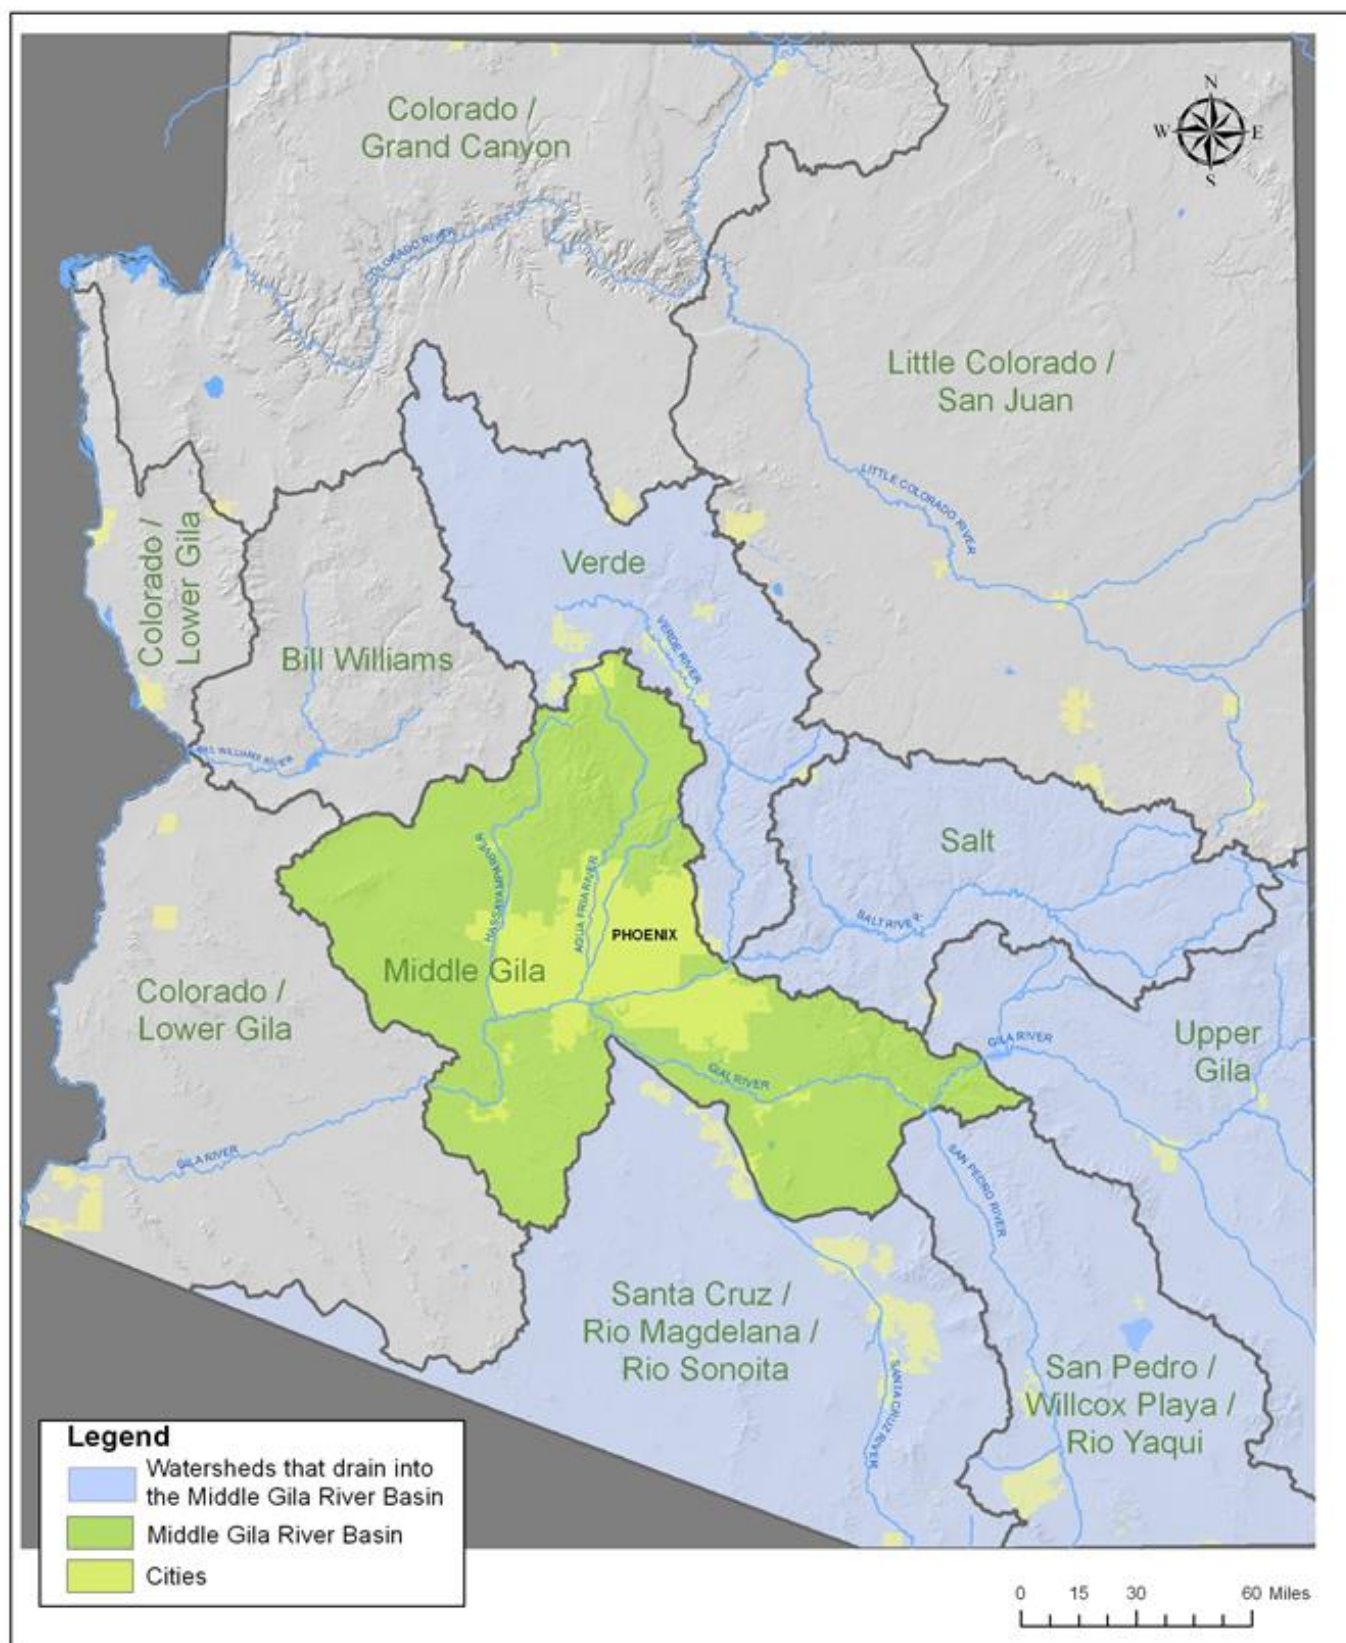 N
W E
S
Colorado /
Grand Canyon
COLORADO RIVER
Little Colorado /
San Juan
LITTLE COLORADO RIVER
Colorado /
Lower Gila
Verde
VERDE RIVER
Bill Williams
BILL WILLIAMS RIVER
Salt
SALT RIVER
HASSAYAMPA RIVER
AGUA FRIA RIVER
PHOENIX
Middle Gila
Colorado /
Lower Gila
Upper
Gila
GILA RIVER
GIAL RIVER
GILA RIVER
SAN PEDRO RIVER
Santa Cruz /
Rio Magdelana /
Rio Sonoita
SANTA CRUZ RIVER
San Pedro /
Willcox Playa /
Rio Yaqui
Legend
Watersheds that drain into
the Middle Gila River Basin
Middle Gila River Basin
Cities
0 15 30 60 Miles